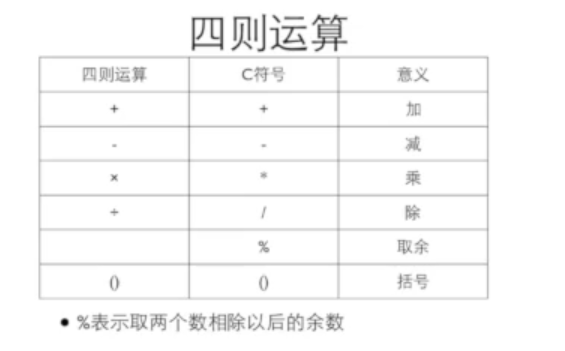 四则运算
四则运算 C符号 意义
+ + 加
- - 减
× * 乘
÷ / 除
% 取余
() () 括号
• %表示取两个数相除以后的余数